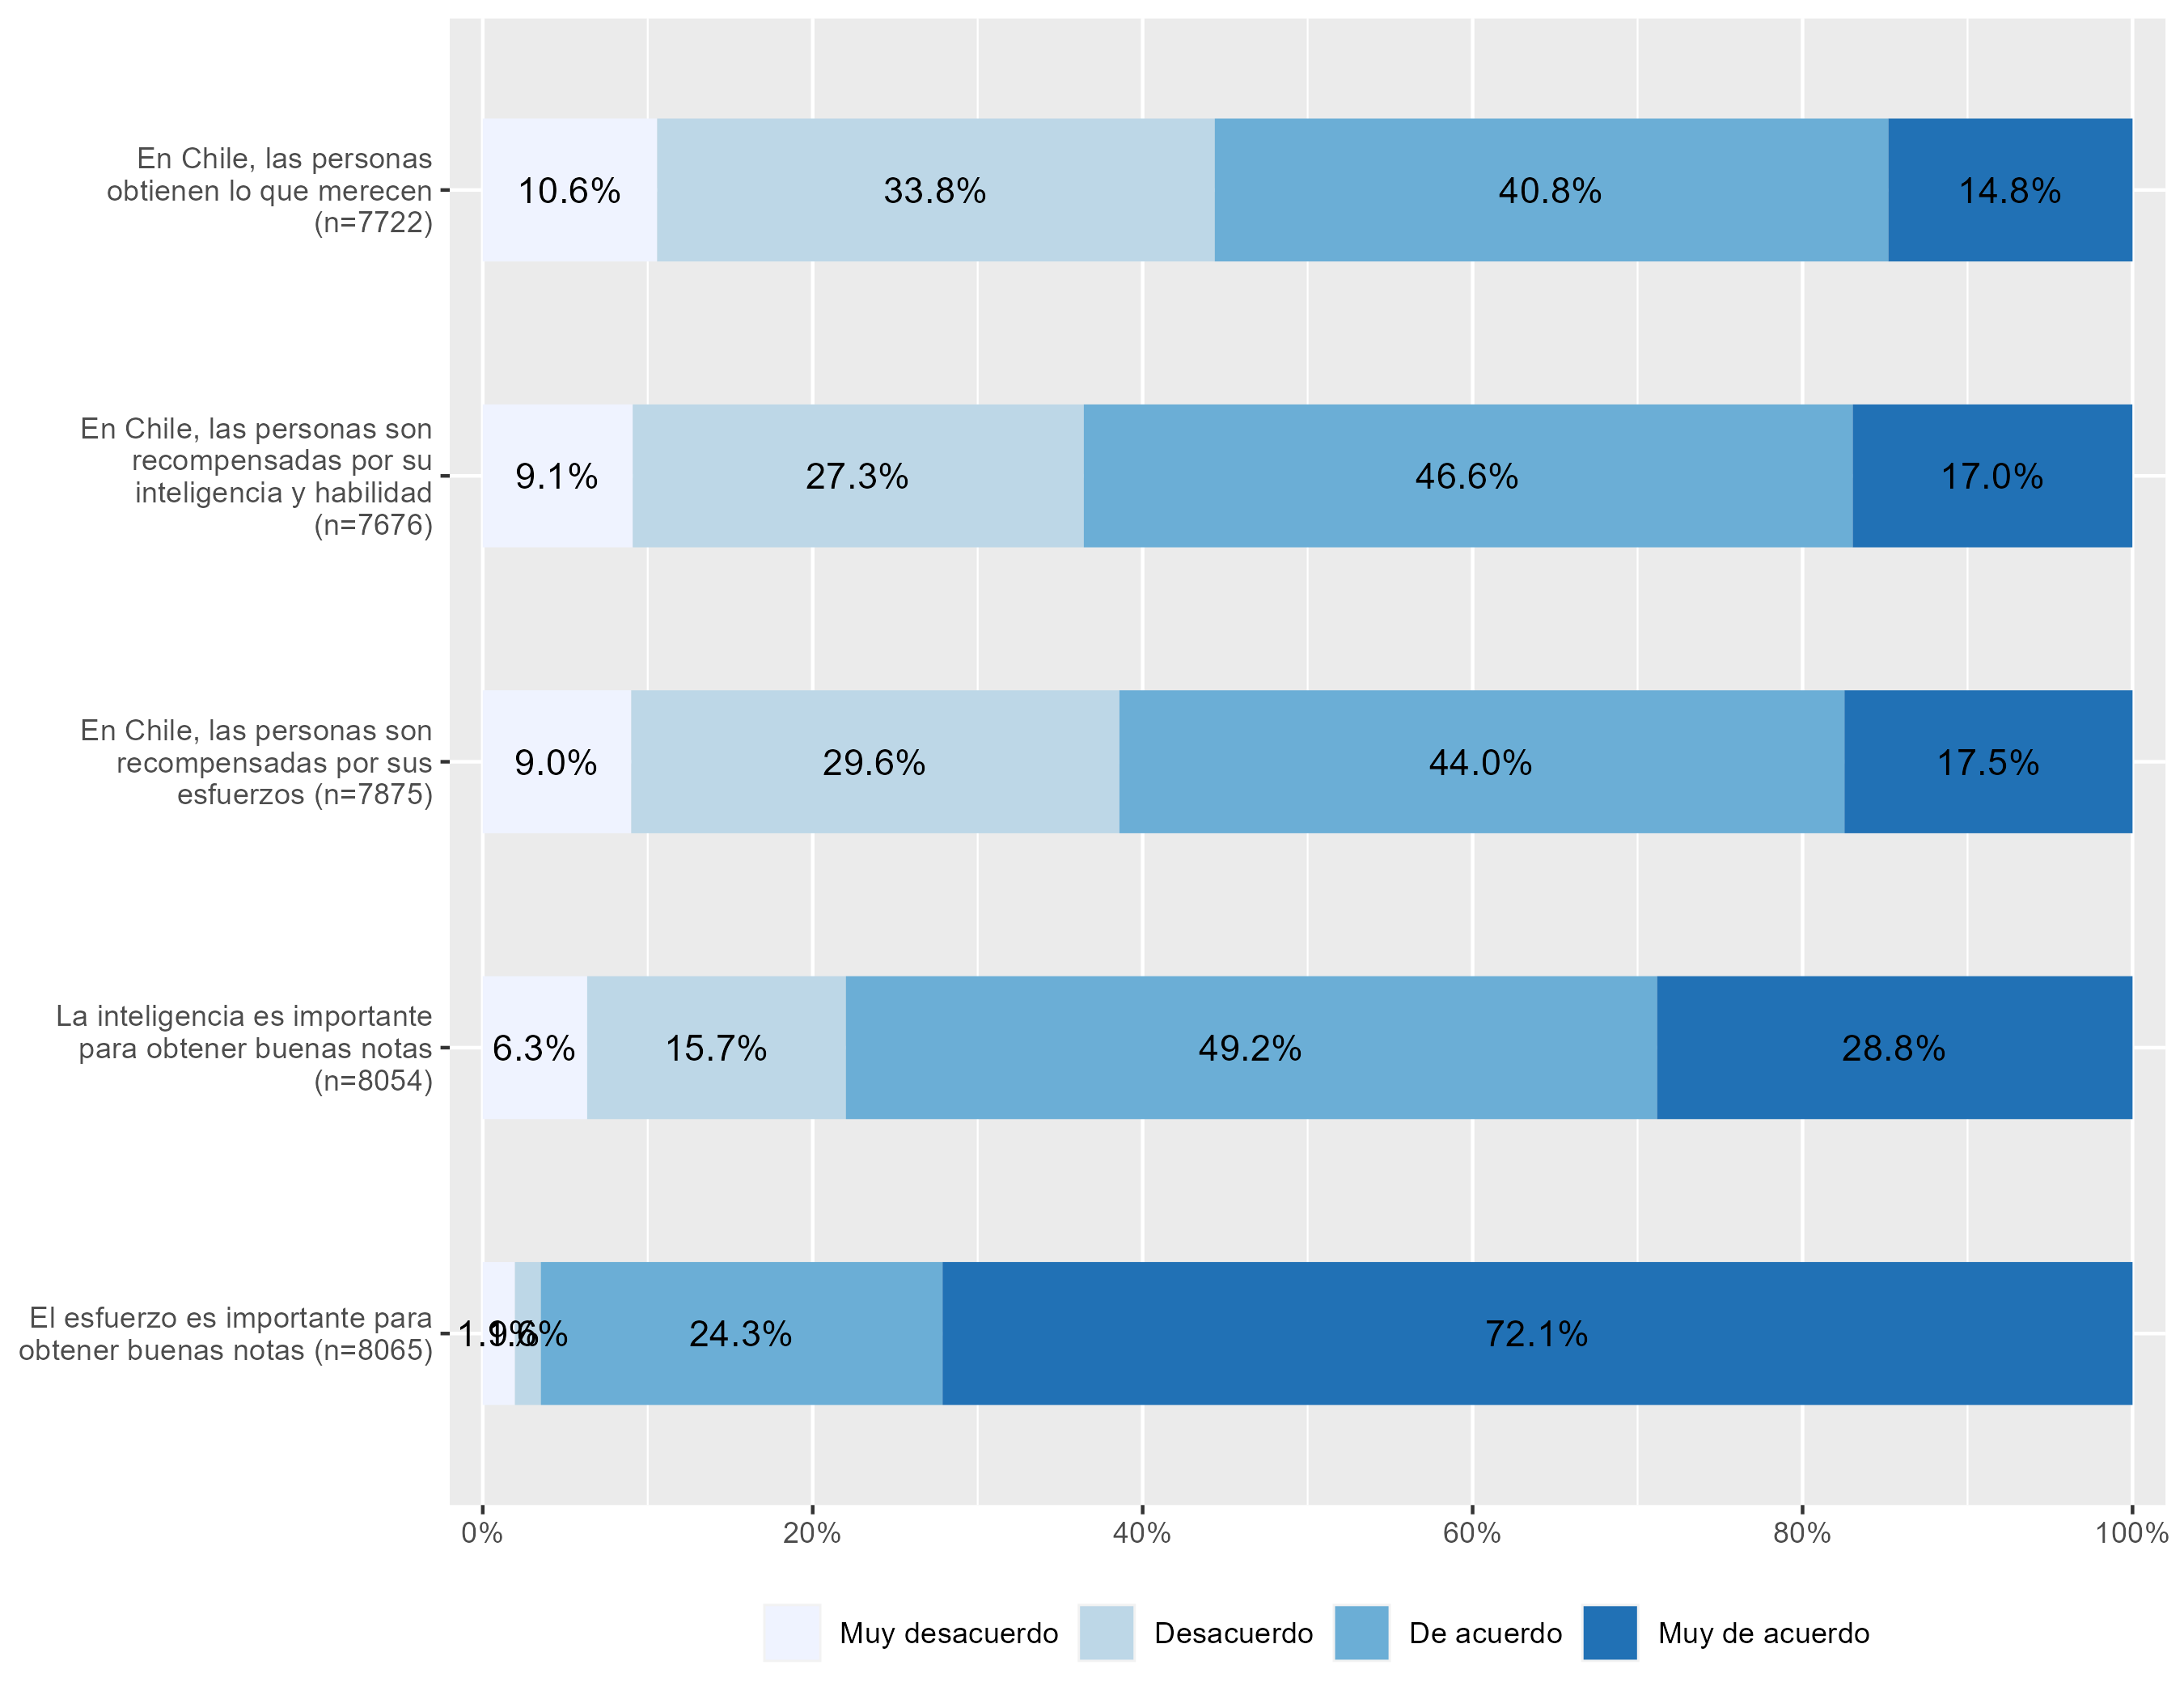 En Chile, las personas
obtienen lo que merecen
(n=7722)
10.6% 33.8% 40.8% 14.8%
En Chile, las personas son
recompensadas por su
inteligencia y habilidad
(n=7676)
9.1% 27.3% 46.6% 17.0%
En Chile, las personas son
recompensadas por sus
esfuerzos (n=7875)
9.0% 29.6% 44.0% 17.5%
La inteligencia es importante
para obtener buenas notas
(n=8054)
6.3% 15.7% 49.2% 28.8%
El esfuerzo es importante para
obtener buenas notas (n=8065)
1.9% 1.6% 24.3% 72.1%
0% 20% 40% 60% 80% 100%
Muy desacuerdo Desacuerdo De acuerdo Muy de acuerdo